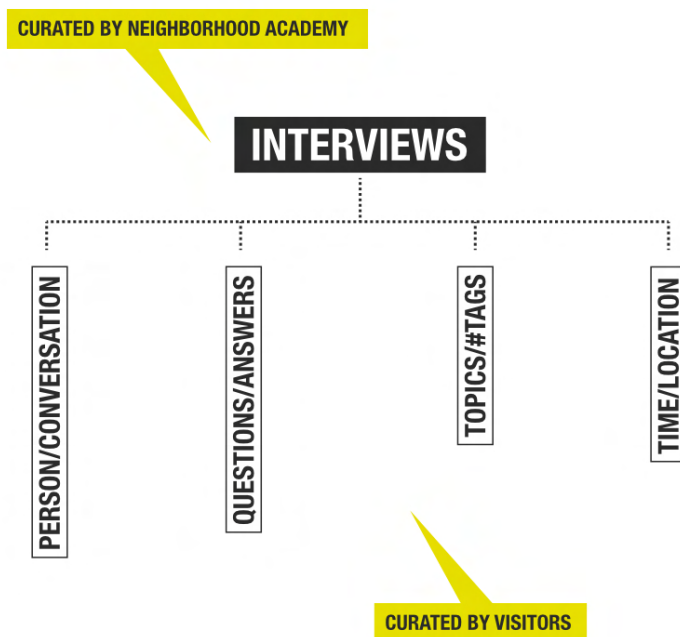 CURATED BY NEIGHBORHOOD ACADEMY
INTERVIEWS
PERSON/CONVERSATION
QUESTIONS/ANSWERS
TOPICS/#TAGS
TIME/LOCATION
CURATED BY VISITORS